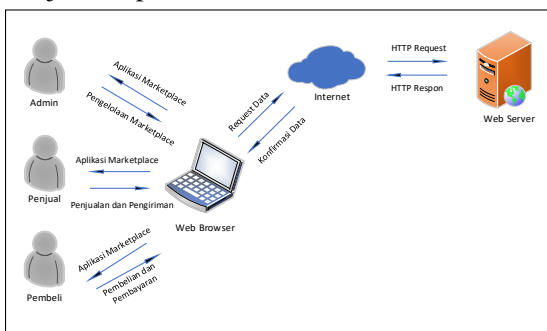 Aplikasi Marketplace
Admin
Pengelolaan Marketplace
Aplikasi Marketplace
Penjual
Penjualan dan Pengiriman
Aplikasi Marketplace
Pembelian dan
Pembayaran
Pembeli
Web Browser
Request Data
Konfirmasi Data
Internet
HTTP Request
HTTP Respon
Web Server